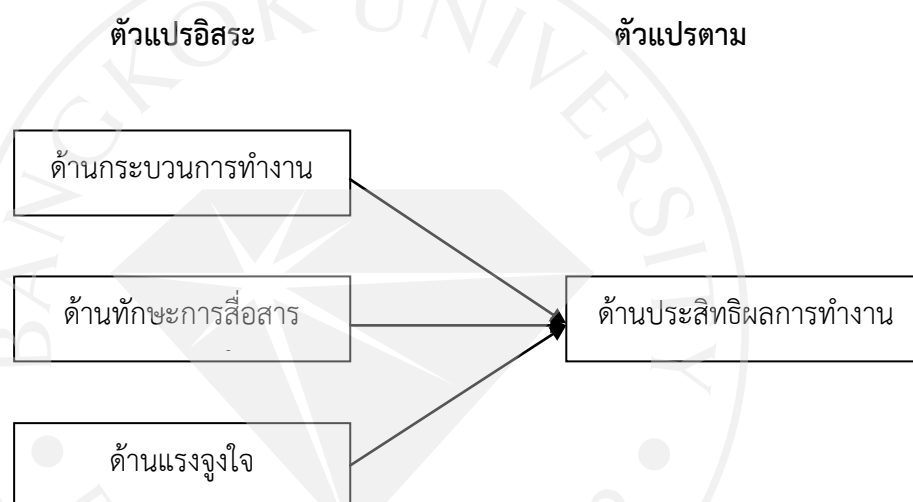 ตัวแปรอิสระ
ตัวแปรตาม
ด้านกระบวนการทำงาน
ด้านทักษะการสื่อสาร
ด้านประสิทธิผลการทำงาน
ด้านแรงจูงใจ
BANGKOK UNIVERSITY